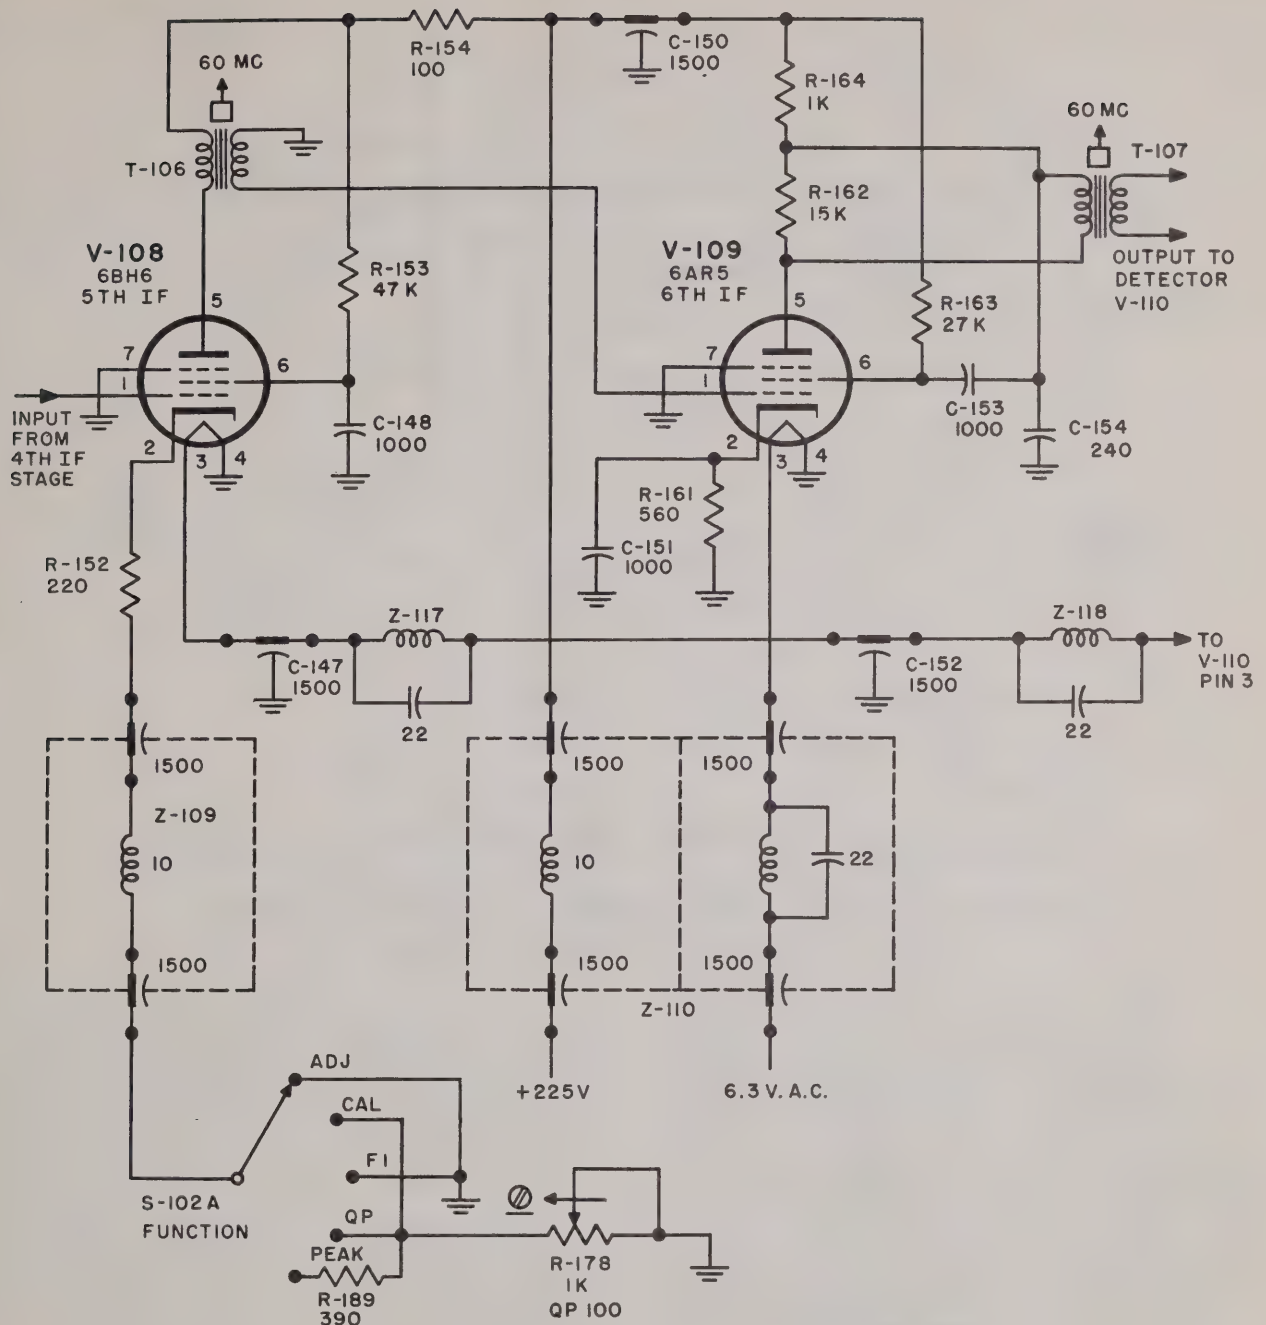 R-154
100
C-150
1500
60 MC
T-106
R-164
1K
60 MC
T-107
R-162
15K
V-108
6BH6
5TH IF
R-153
47 K
V-109
6AR5
6TH IF
OUTPUT TO
DETECTOR
V-110
R-163
27 K
5
7
1
6
2
3
4
5
7
1
6
2
3
4
INPUT
FROM
4TH IF
STAGE
C-148
1000
C-153
1000
C-154
240
R-161
560
C-151
1000
R-152
220
Z-117
C-147
1500
22
C-152
1500
Z-118
22
TO
V-110
PIN 3
1500
Z-109
10
1500
1500
10
1500
1500
22
1500
Z-110
+225V
6.3 V. A.C.
ADJ
CAL
FI
QP
PEAK
S-102A
FUNCTION
R-189
390
R-178
1K
QP 100